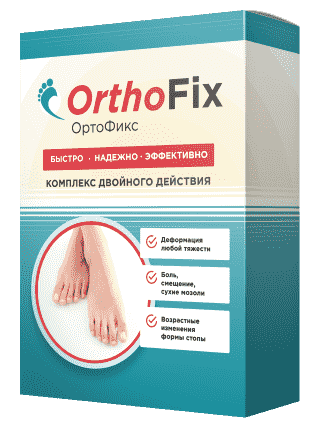 OrthoFix
ОртоФикс
БЫСТРО · НАДЕЖНО · ЭФФЕКТИВНО
КОМПЛЕКС ДВОЙНОГО ДЕЙСТВИЯ
Деформация
любой тяжести
Боль,
смещение,
сухие мозоли
Возрастные
изменения
формы стопы